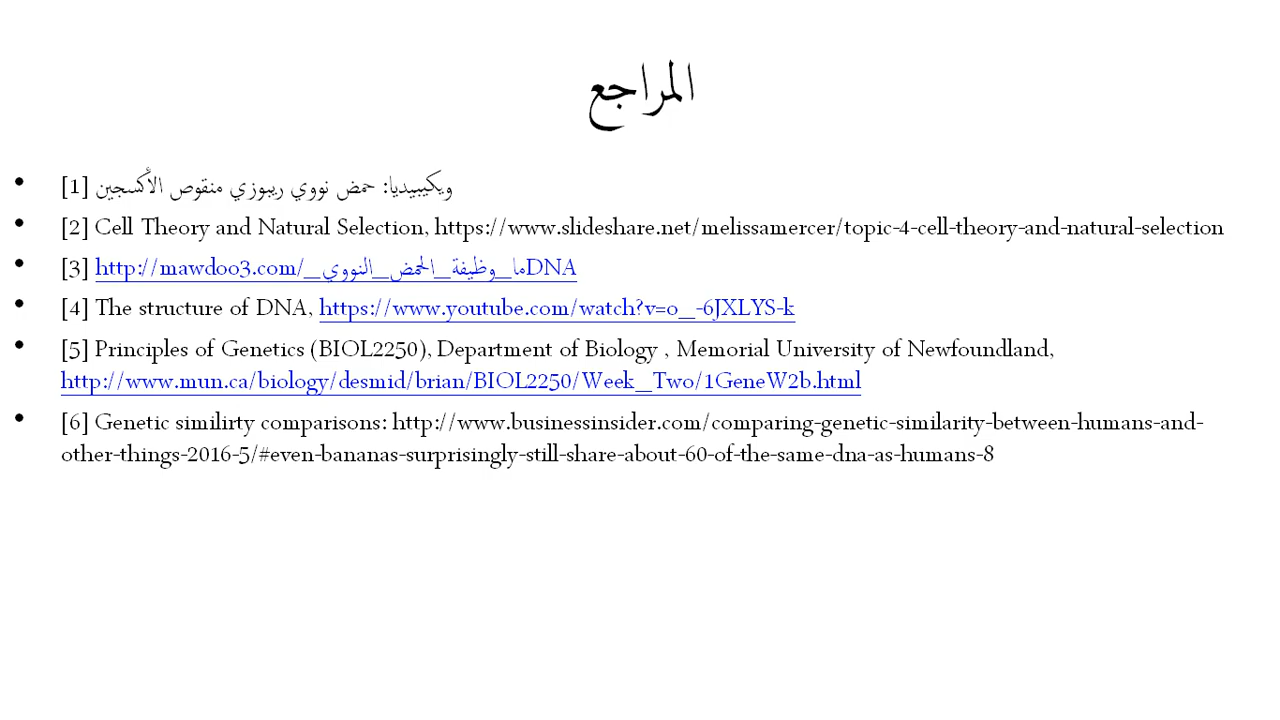 المراجع
• [1] ويكيبيديا: حمض نووي ريبوزي منقوص الأكسجين
• [2] Cell Theory and Natural Selection, https://www.slideshare.net/melissamercer/topic-4-cell-theory-and-natural-selection
• [3] http://mawdoo3.com/ما_وظيفة_الحمض_النووي_DNA
• [4] The structure of DNA, https://www.youtube.com/watch?v=o_-6JXLYS-k
• [5] Principles of Genetics (BIOL2250), Department of Biology , Memorial University of Newfoundland,
http://www.mun.ca/biology/desmid/brian/BIOL2250/Week_Two/1GeneW2b.html
• [6] Genetic similirty comparisons: http://www.businessinsider.com/comparing-genetic-similarity-between-humans-and-
other-things-2016-5/#even-bananas-surprisingly-still-share-about-60-of-the-same-dna-as-humans-8